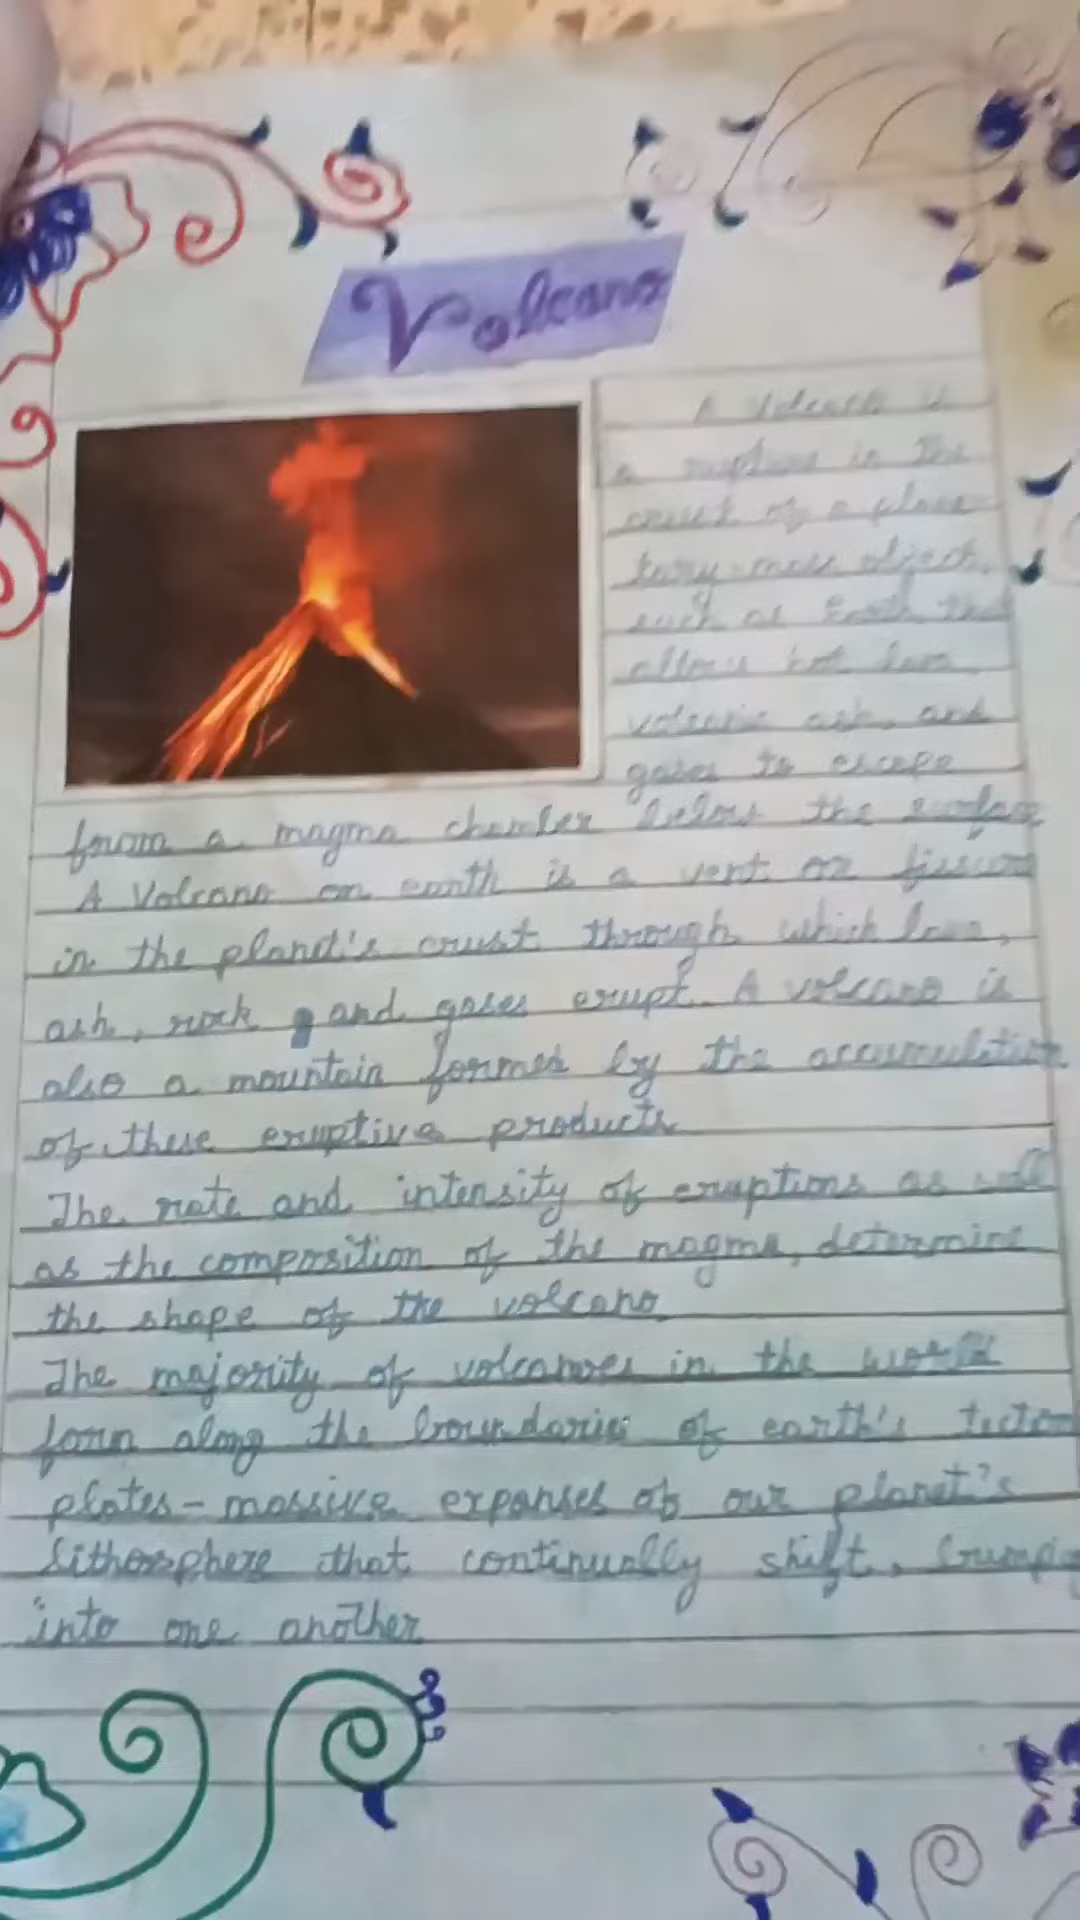 Volcano
A Volcano is
a rupture in the
crust of a plane
tary-mass object,
such as Earth, that
allows hot lava,
volcanic ash, and
gases to escape
from a magma chamber below the surface
A Volcano on earth is a vent or fissure
in the planet's crust through which lava,
ash, rock, and gases erupt. A volcano is
also a mountain formed by the accumulation
of these eruptive products
The rate and intensity of eruptions as well
as the composition of the magma, determine
the shape of the volcano
The majority of volcanoes in the world
form along the boundaries of earth's
plates - massive expanses of our planet's
lithosphere that continually shift,
into one another